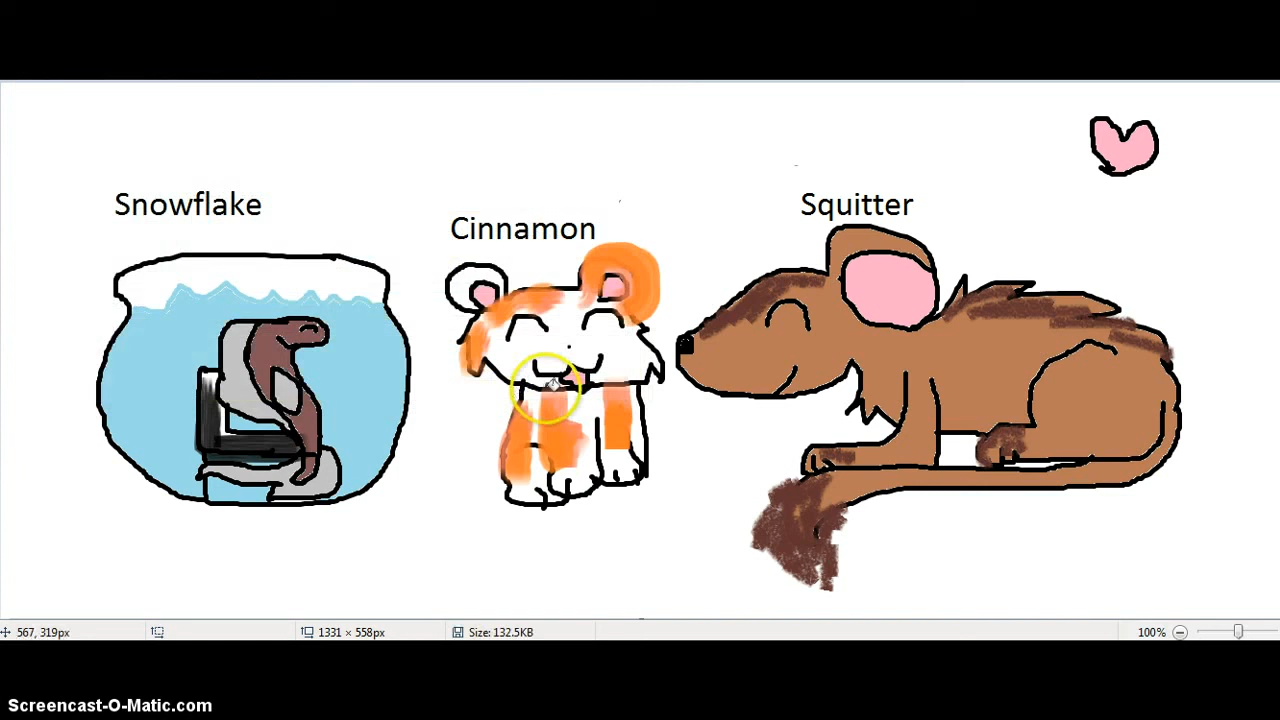 Snowflake
Cinnamon
Squitter
567, 319px
1331 × 558px
Size: 132.5KB
100%
Screencast-O-Matic.com